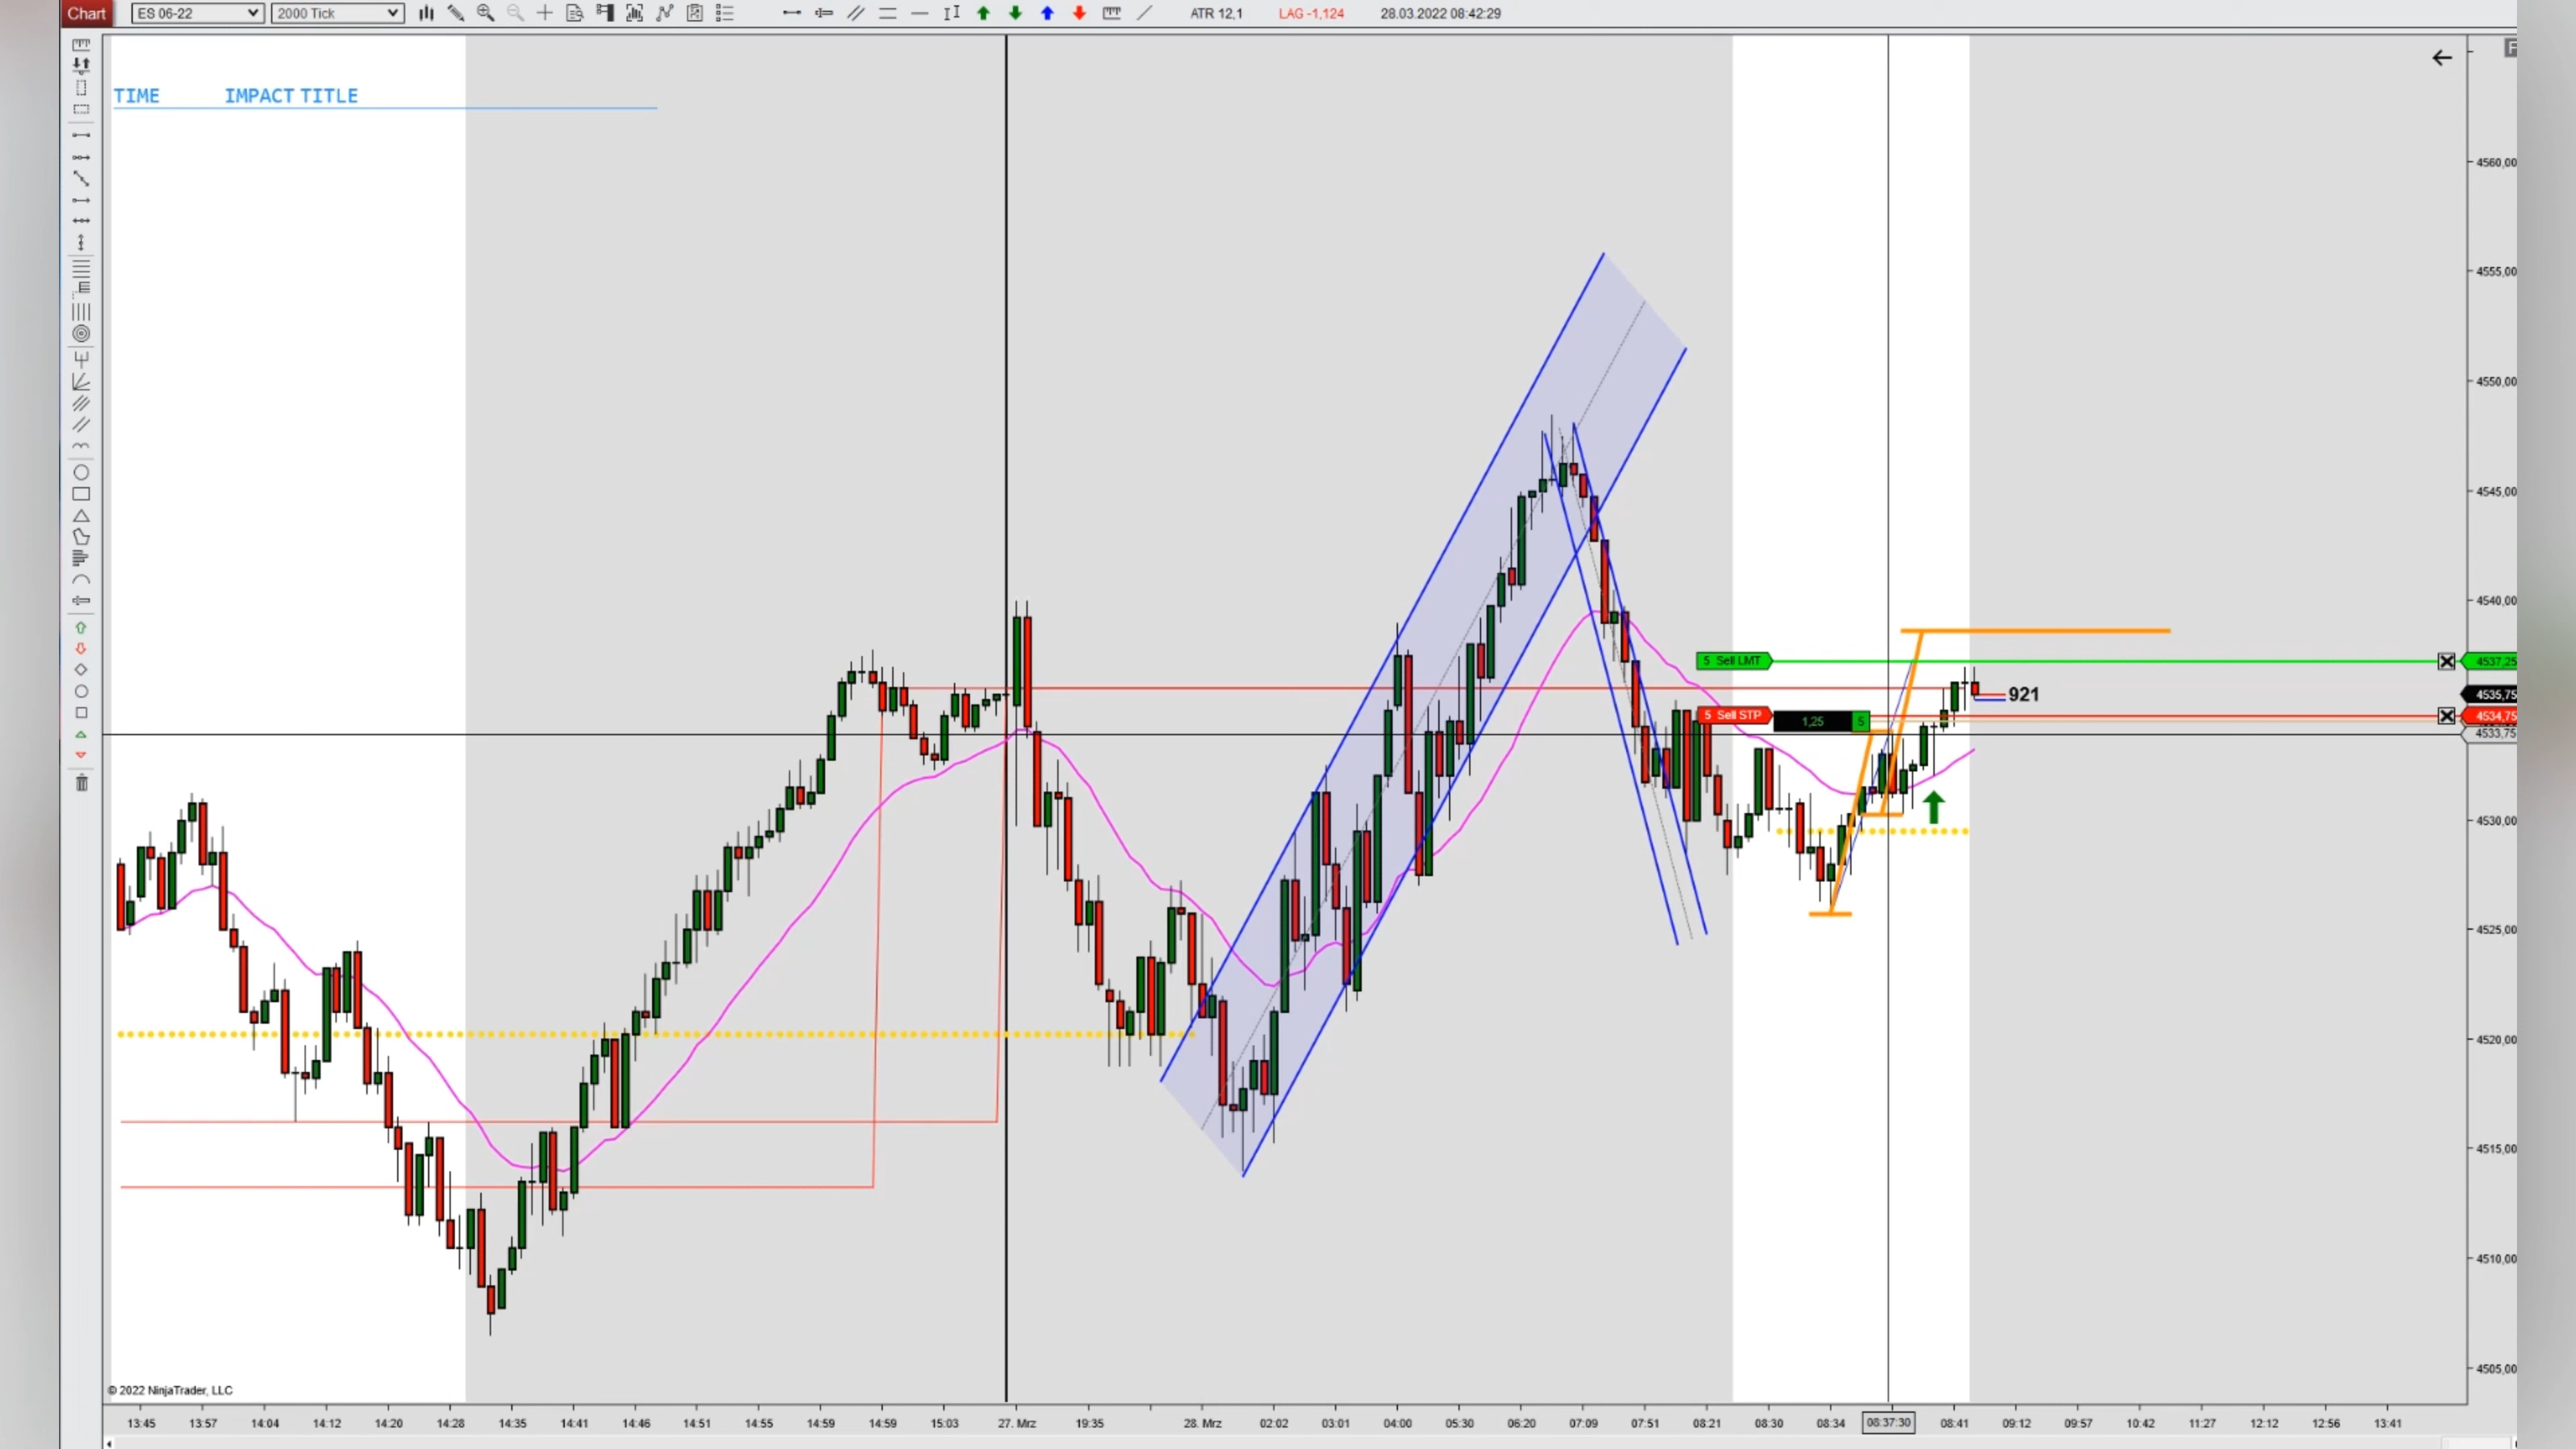 Chart ES 06-22 2000 Tick ATR 12,1 LAG -1,124 28.03.2022 08:42:29
TIME IMPACT TITLE
4560,00
4555,00
4550,00
4545,00
4540,00
5 Sell LMT 4537,25
921 4535,75
5 Sell STP 1,25 5 4534,75
4533,75
4530,00
4525,00
4520,00
4515,00
4510,00
4505,00
© 2022 NinjaTrader, LLC
13:45 13:57 14:04 14:12 14:20 14:28 14:35 14:41 14:46 14:51 14:55 14:59 14:59 15:03 27. Mrz 19:35 28. Mrz 02:02 03:01 04:00 05:30 06:20 07:09 07:51 08:21 08:30 08:34 08:37:30 08:41 09:12 09:57 10:42 11:27 12:12 12:56 13:41